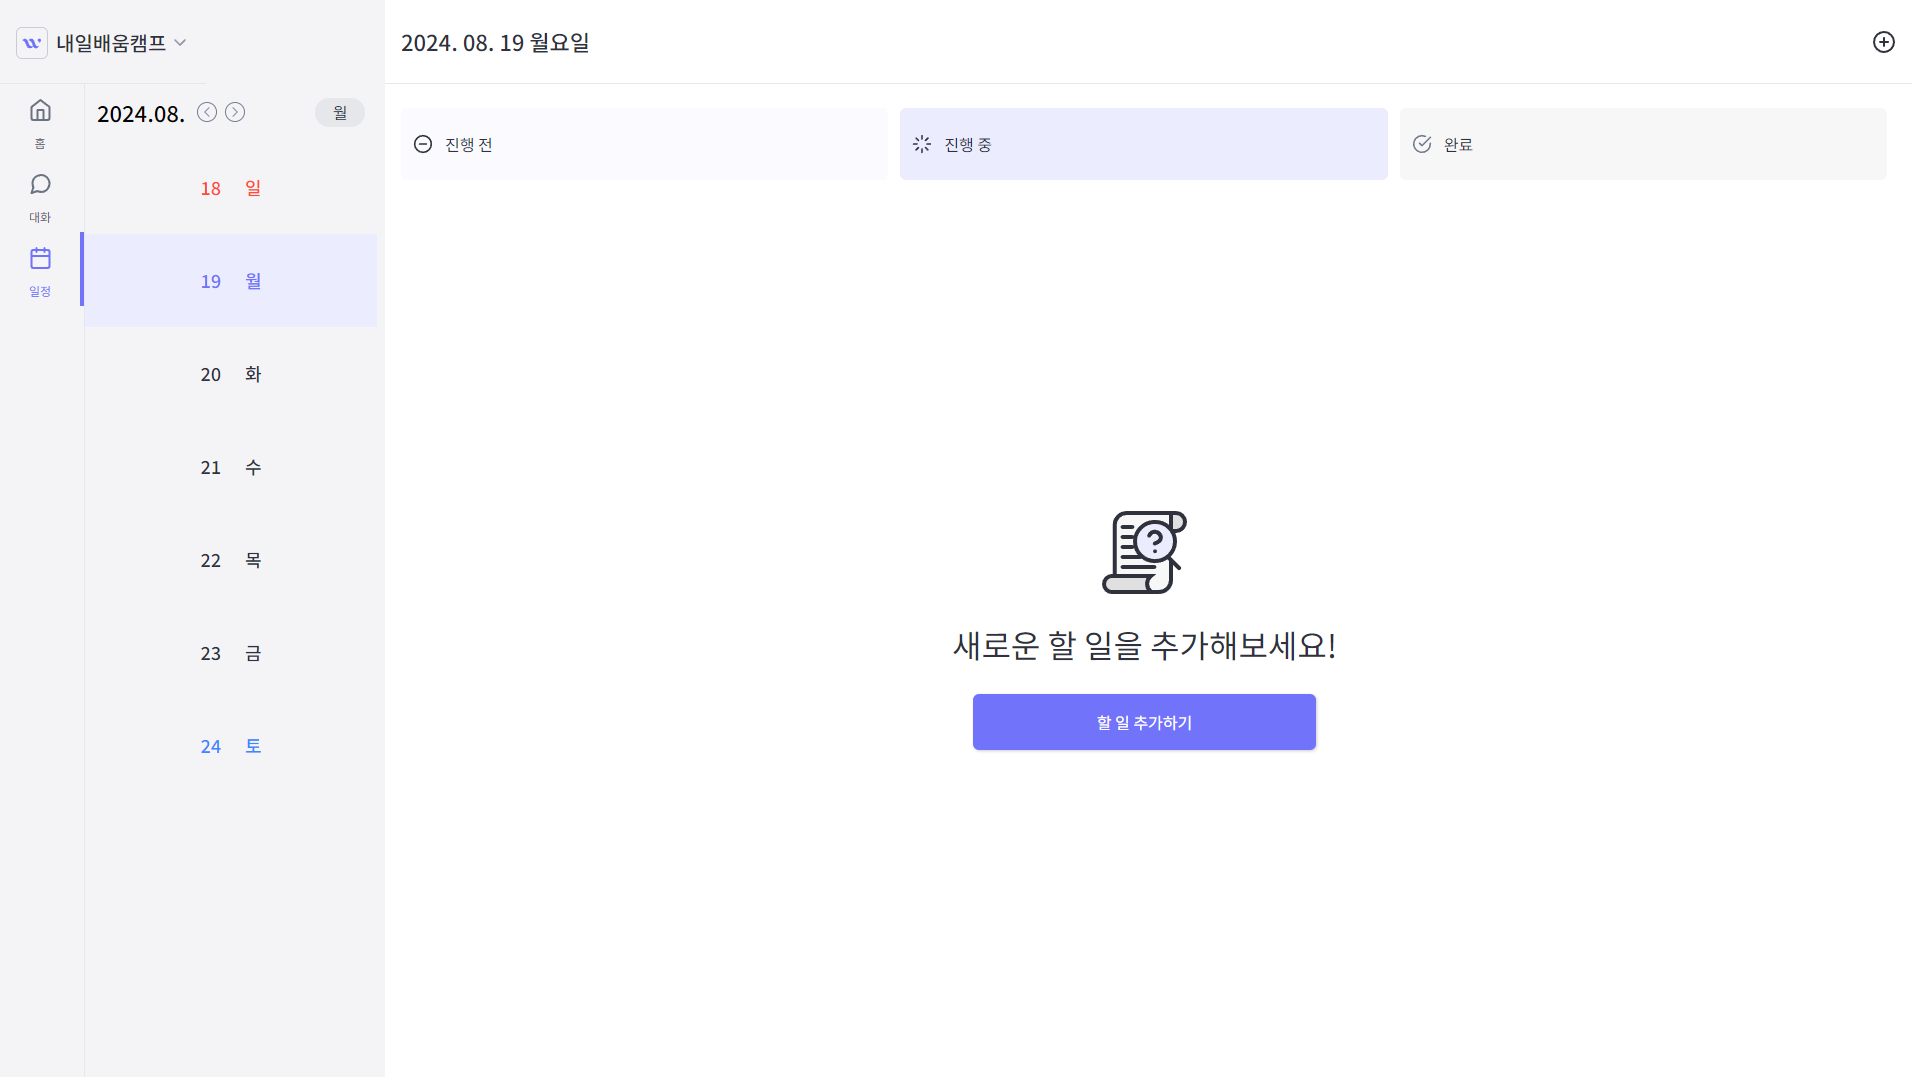 내일배움캠프
홈
대화
일정
2024.08.
월
18 일
19 월
20 화
21 수
22 목
23 금
24 토
2024. 08. 19 월요일
진행 전
진행 중
완료
새로운 할 일을 추가해보세요!
할 일 추가하기